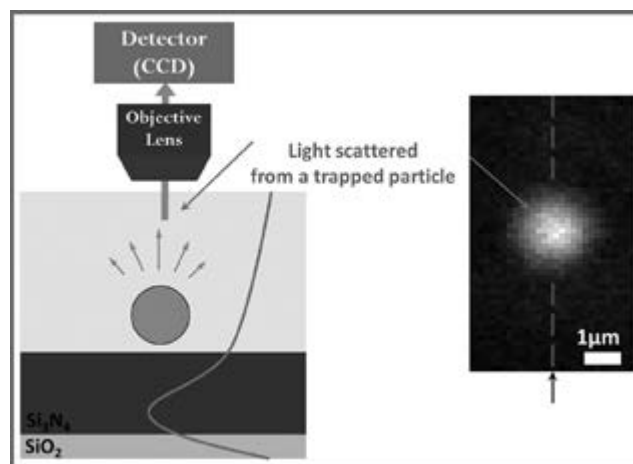 Detector
(CCD)
Objective
Lens
Light scattered
from a trapped particle
1μm
Si₃N₄
SiO₂